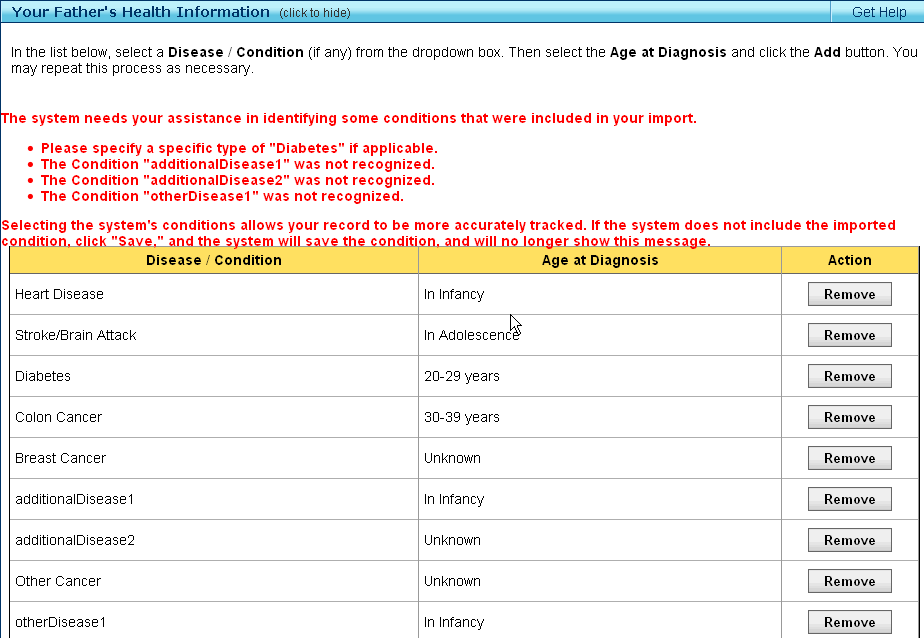 Your Father's Health Information (click to hide) Get Help
In the list below, select a Disease / Condition (if any) from the dropdown box. Then select the Age at Diagnosis and click the Add button. You
may repeat this process as necessary.
The system needs your assistance in identifying some conditions that were included in your import.
• Please specify a specific type of "Diabetes" if applicable.
• The Condition "additionalDisease1" was not recognized.
• The Condition "additionalDisease2" was not recognized.
• The Condition "otherDisease1" was not recognized.
Selecting the system's conditions allows your record to be more accurately tracked. If the system does not include the imported
condition, click "Save," and the system will save the condition, and will no longer show this message.
Disease / Condition Age at Diagnosis Action
Heart Disease In Infancy Remove
Stroke/Brain Attack In Adolescence Remove
Diabetes 20-29 years Remove
Colon Cancer 30-39 years Remove
Breast Cancer Unknown Remove
additionalDisease1 In Infancy Remove
additionalDisease2 Unknown Remove
Other Cancer Unknown Remove
otherDisease1 In Infancy Remove